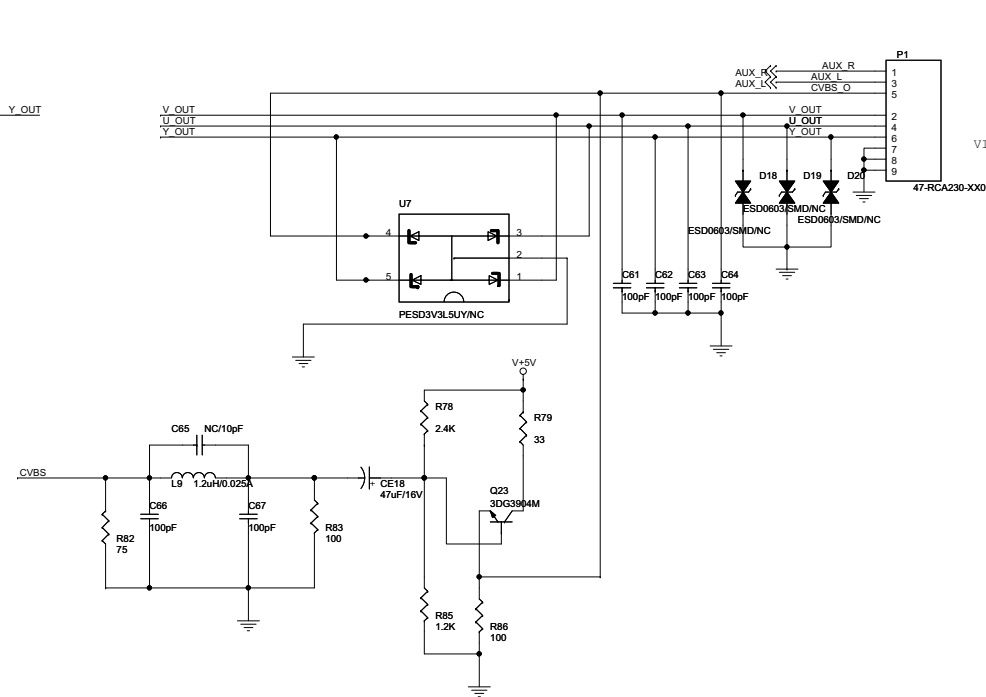 P1
AUX_R
AUX_R
1
AUX_L
AUX_L
3
CVBS_O
5
Y_OUT
V_OUT
V_OUT
2
U_OUT
U_OUT
4
Y_OUT
Y_OUT
6
7
8
9
D18
D19
D20
47-RCA230-XX0
ESD0603/SMD/NC
ESD0603/SMD/NC
ESD0603/SMD/NC
U7
4
3
2
5
1
PESD3V3L5UY/NC
C61
C62
C63
C64
100pF
100pF
100pF
100pF
V+5V
R78
2.4K
R79
33
C65
NC/10pF
CVBS
L9
1.2uH/0.025A
CE18
47uF/16V
+
Q23
3DG3904M
C66
100pF
C67
100pF
R82
75
R83
100
R85
1.2K
R86
100